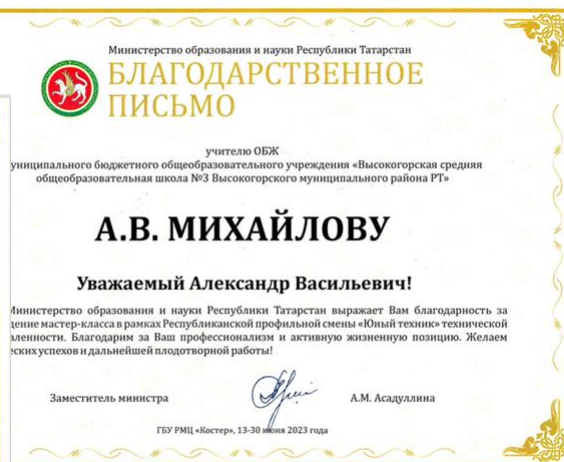 Министерство образования и науки Республики Татарстан
БЛАГОДАРСТВЕННОЕ
ПИСЬМО
учителю ОБЖ
униципального бюджетного общеобразовательного учреждения «Высокогорская средняя
общеобразовательная школа №3 Высокогорского муниципального района РТ»
А.В. МИХАЙЛОВУ
Уважаемый Александр Васильевич!
Министерство образования и науки Республики Татарстан выражает Вам благодарность за
дение мастер-класса в рамках Республиканской профильной смены «Юный техник» технической
вленности. Благодарим за Ваш профессионализм и активную жизненную позицию. Желаем
еских успехов и дальнейшей плодотворной работы!
Заместитель министра
А.М. Асадуллина
ГБУ РМЦ «Костер», 13-30 июня 2023 года